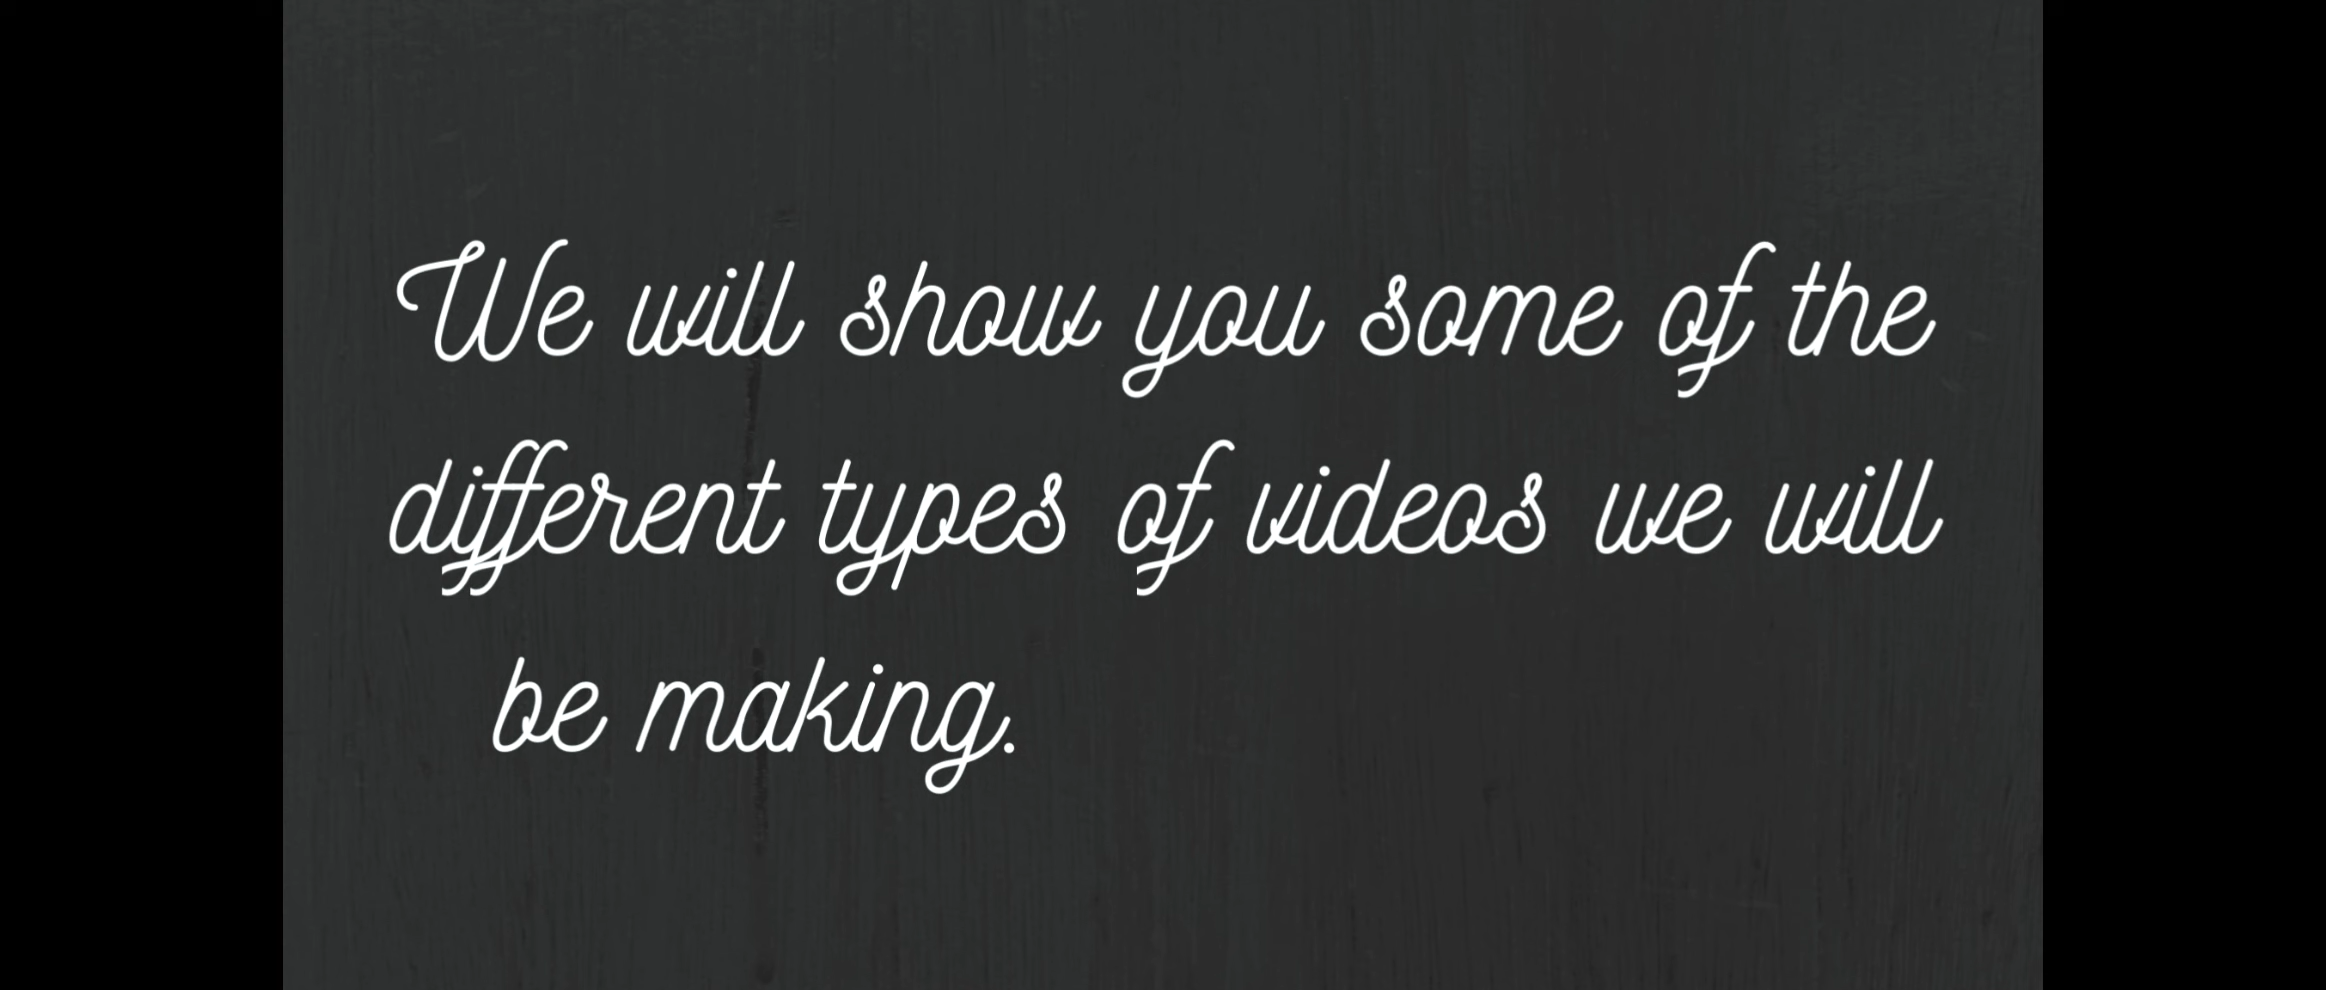 We will show you some of the
different types of videos we will
be making.